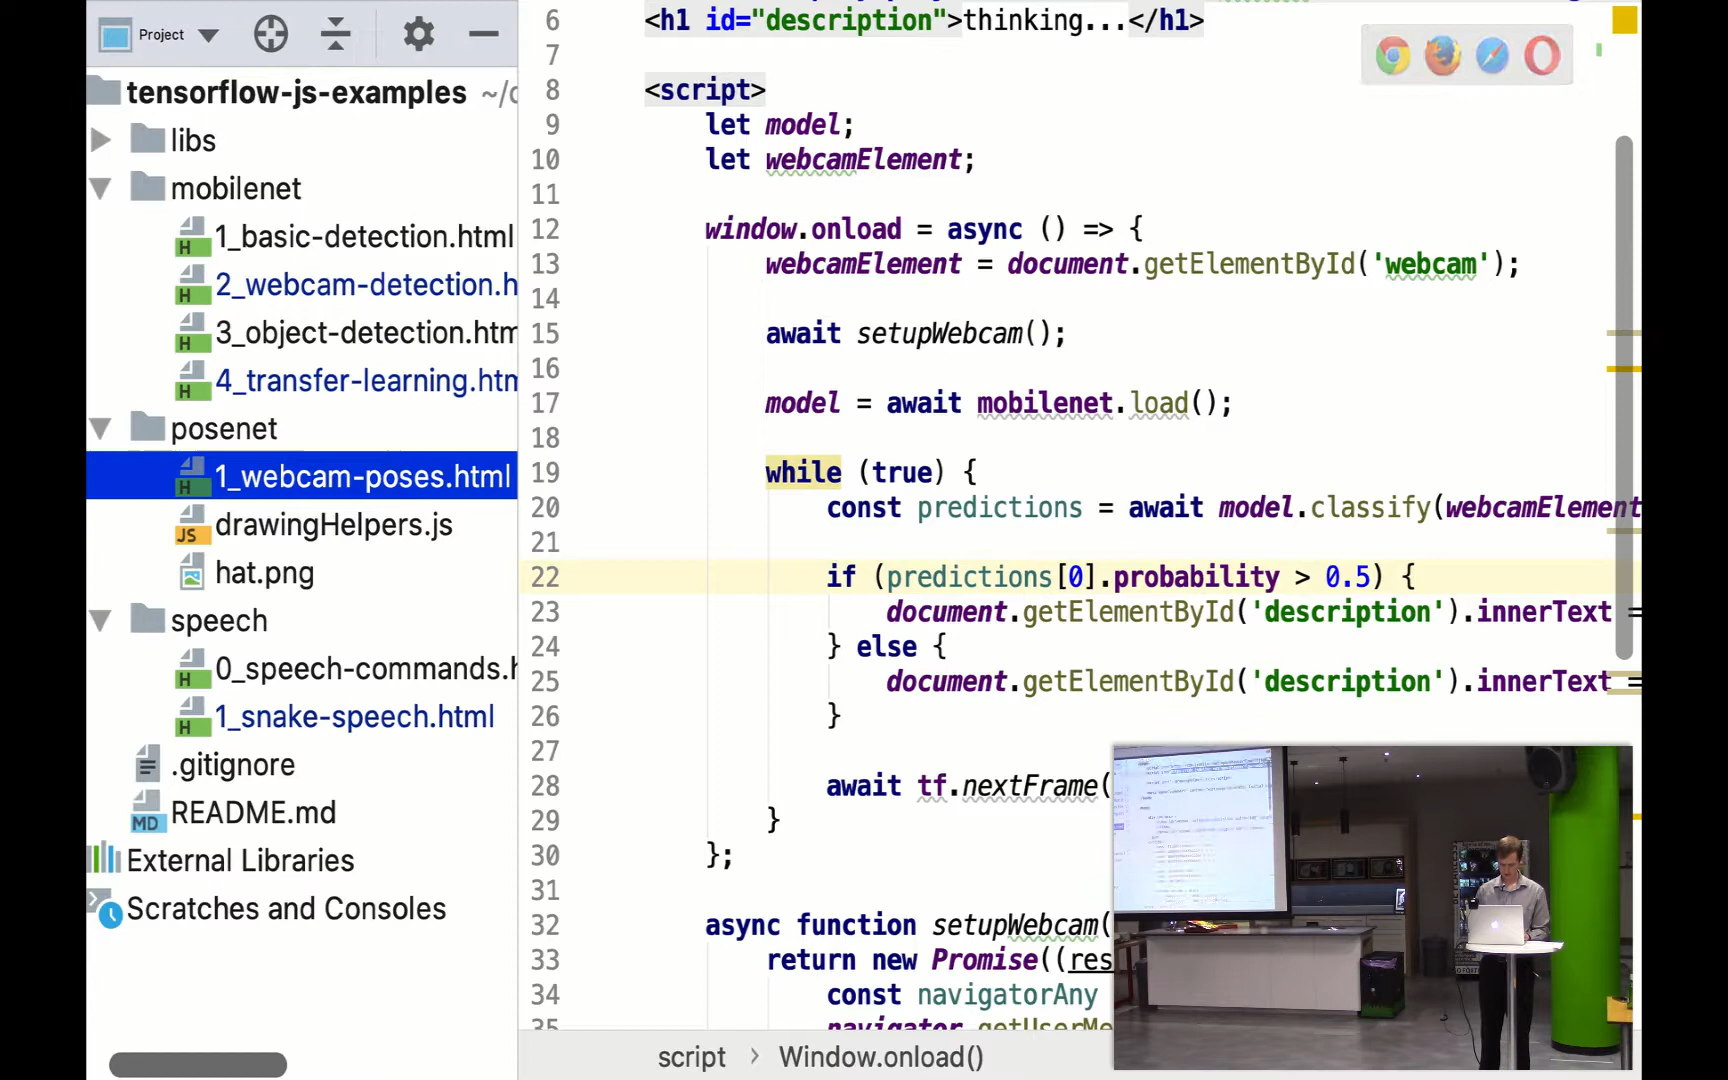 Project
tensorflow-js-examples ~/
libs
mobilenet
1_basic-detection.html
2_webcam-detection.h
3_object-detection.htm
4_transfer-learning.htm
posenet
1_webcam-poses.html
drawingHelpers.js
hat.png
speech
0_speech-commands.h
1_snake-speech.html
.gitignore
README.md
External Libraries
Scratches and Consoles
6 <h1 id="description">thinking...</h1>
7
8 <script>
9 let model;
10 let webcamElement;
11
12 window.onload = async () => {
13 webcamElement = document.getElementById('webcam');
14
15 await setupWebcam();
16
17 model = await mobilenet.load();
18
19 while (true) {
20 const predictions = await model.classify(webcamElement
21
22 if (predictions[0].probability > 0.5) {
23 document.getElementById('description').innerText =
24 } else {
25 document.getElementById('description').innerText =
26 }
27
28 await tf.nextFrame(
29 }
30 };
31
32 async function setupWebcam(
33 return new Promise((res
34 const navigatorAny
35 navigator.getUserMe
script > Window.onload()